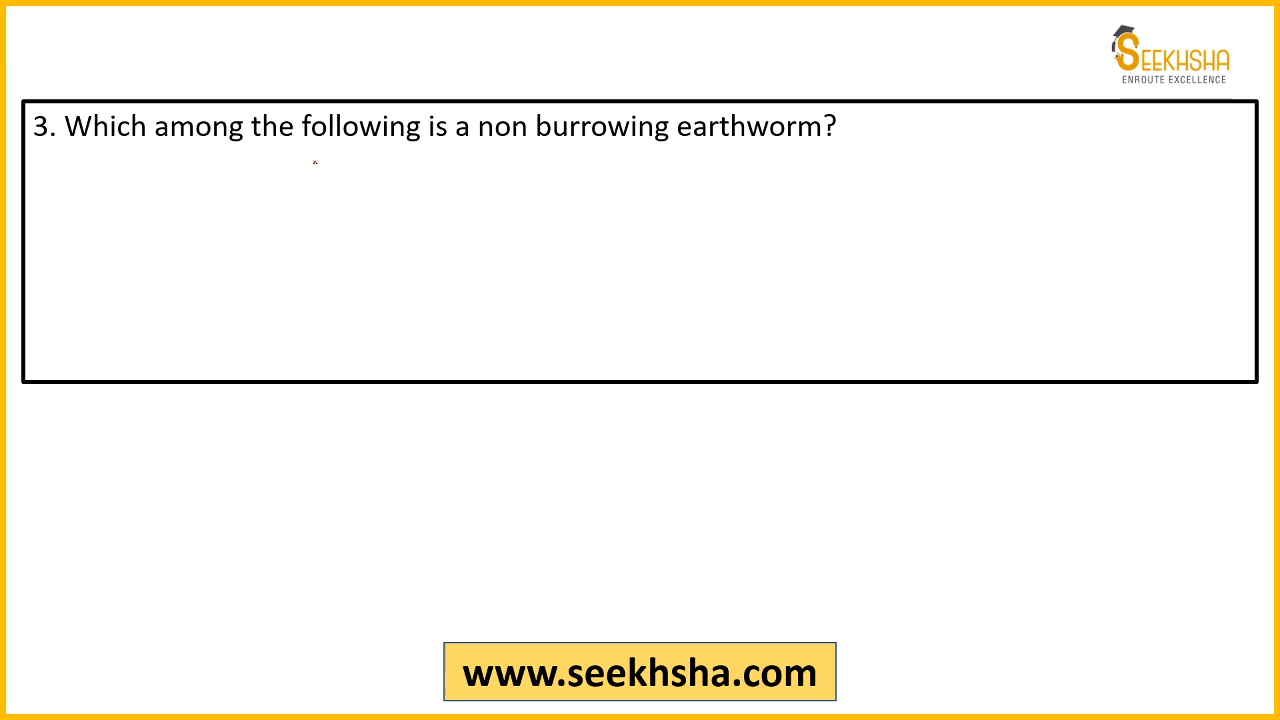 SEEKHSHA
ENROUTE EXCELLENCE
3. Which among the following is a non burrowing earthworm?
www.seekhsha.com